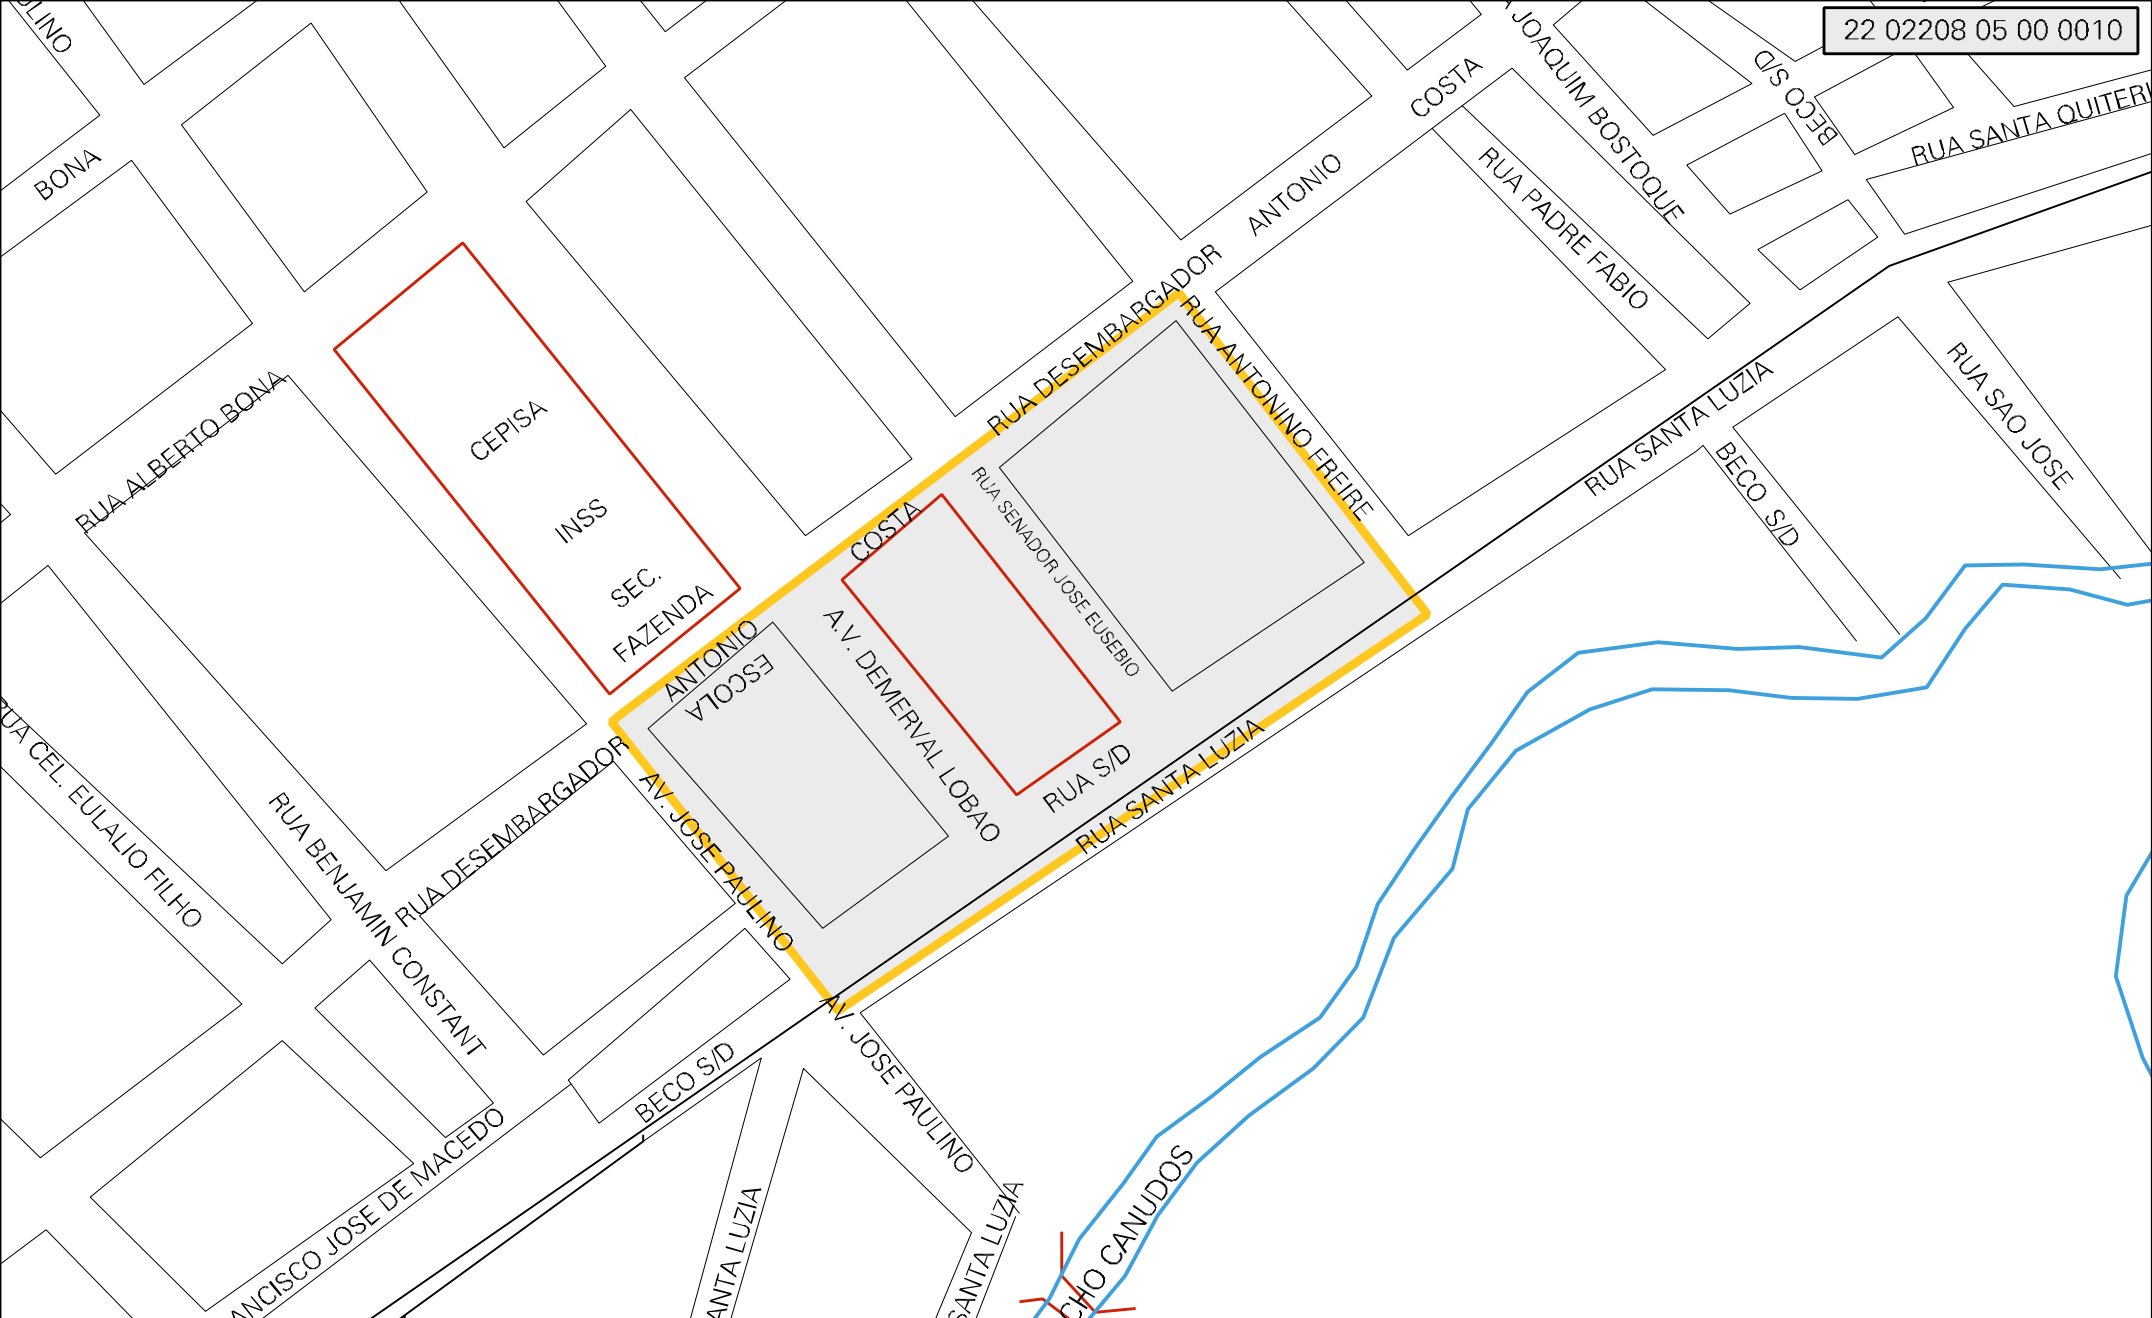 22 02208 05 00 0010
BONA
COSTA
ANTONIO
RUA DESEMBARGADOR
JOAQUIM BOSTOQUE
BECO S/D
RUA SANTA QUITERI
RUA PADRE FABIO
RUA ANTONINO FREIRE
RUA ALBERTO BONA
CEPISA
INSS
SEC.
FAZENDA
RUA SANTA LUZIA
BECO S/D
RUA SAO JOSE
COSTA
RUA SENADOR JOSE EUSEBIO
ANTONIO
ESCOLA
A.V. DEMERVAL LOBAO
RUA S/D
RUA SANTA LUZIA
RUA DESEMBARGADOR
AV. JOSE PAULINO
RUA CEL. EULALIO FILHO
RUA BENJAMIN CONSTANT
AV. JOSE PAULINO
BECO S/D
ANCISCO JOSE DE MACEDO
ANTA LUZIA
SANTA LUZIA
CHO CANUDOS